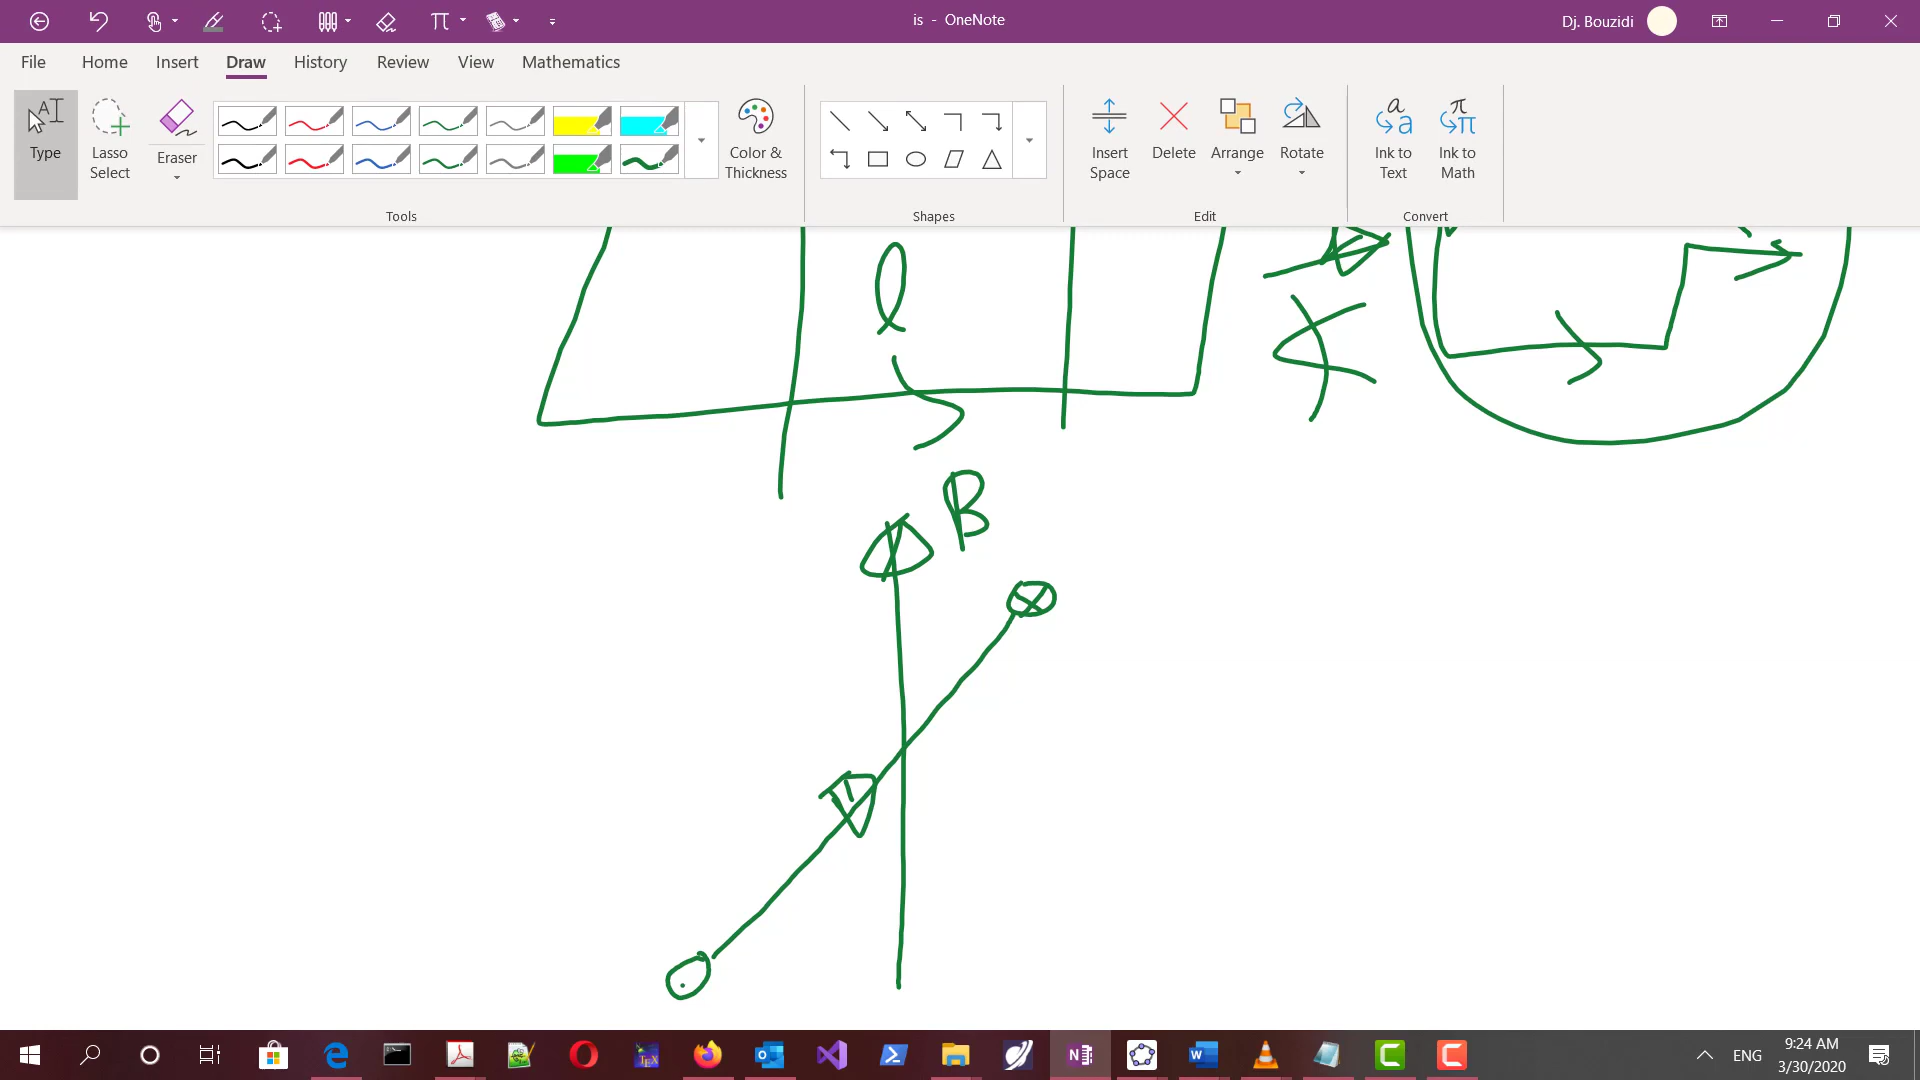 is - OneNote
Dj. Bouzidi
File Home Insert Draw History Review View Mathematics
Type
Lasso Select
Eraser
Color & Thickness
Insert Space
Delete
Arrange
Rotate
Ink to Text
Ink to Math
Tools
Shapes
Edit
Convert
B
ENG
9:24 AM
3/30/2020